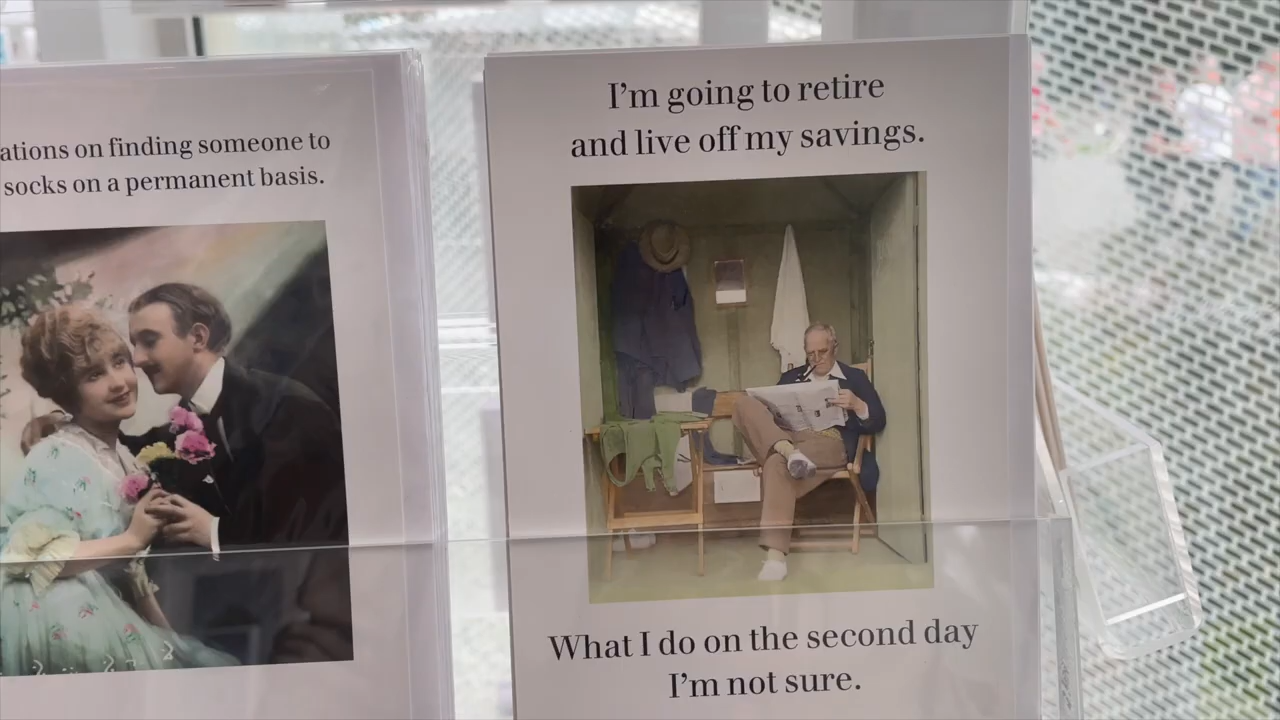 ations on finding someone to
socks on a permanent basis.
I'm going to retire
and live off my savings.
What I do on the second day
I'm not sure.